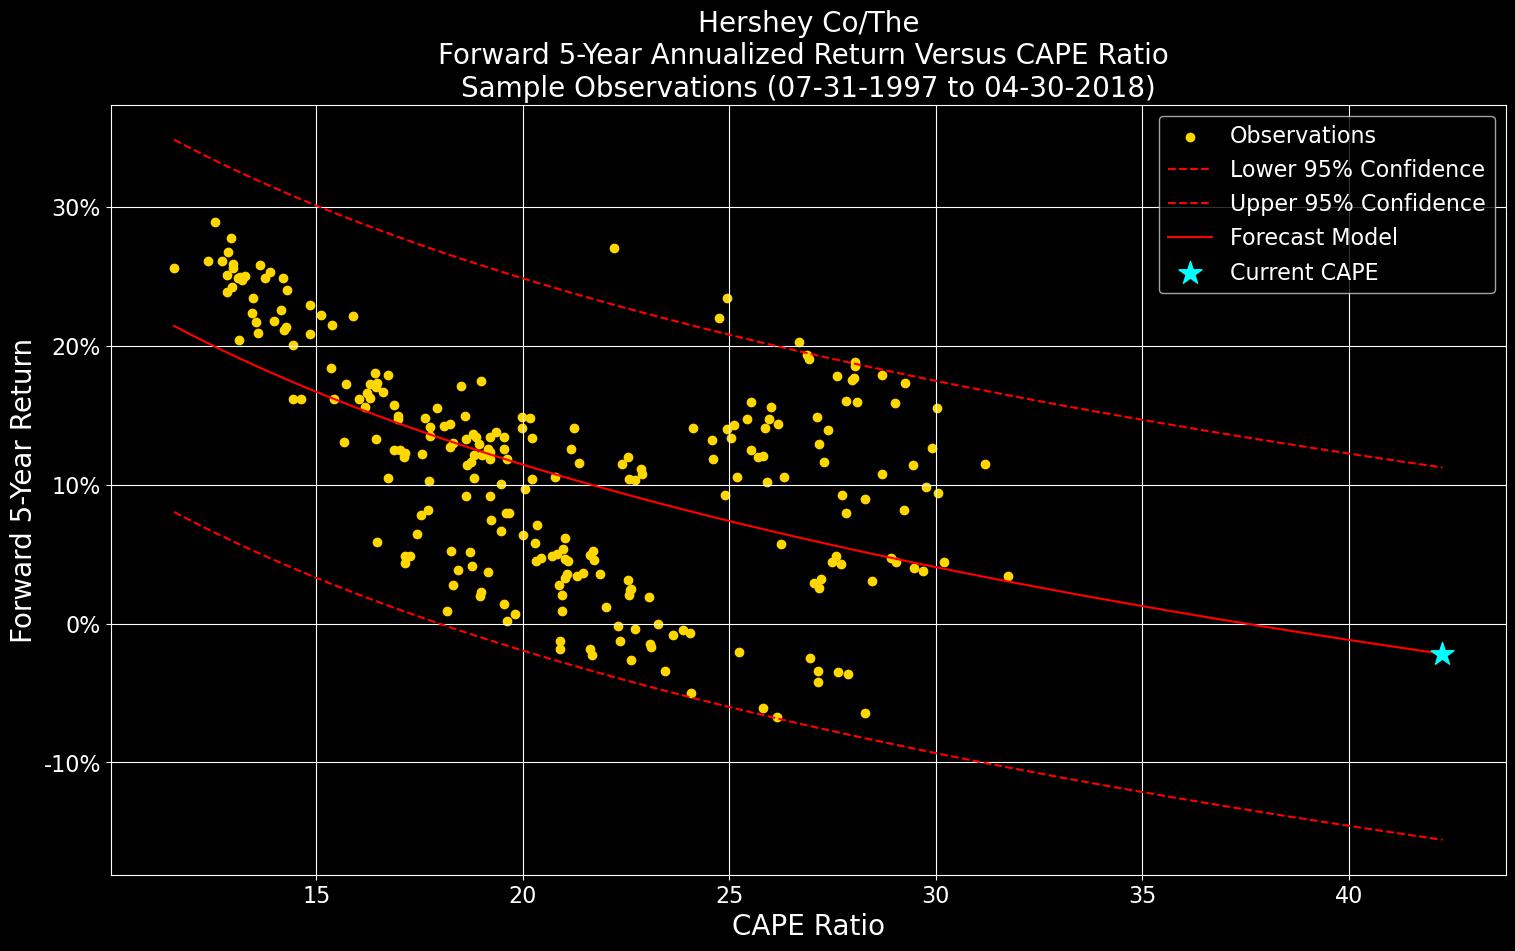 Hershey Co/The
Forward 5-Year Annualized Return Versus CAPE Ratio
Sample Observations (07-31-1997 to 04-30-2018)
Observations
Lower 95% Confidence
Upper 95% Confidence
Forecast Model
Current CAPE
Forward 5-Year Return
30%
20%
10%
0%
-10%
15
20
25
30
35
40
CAPE Ratio